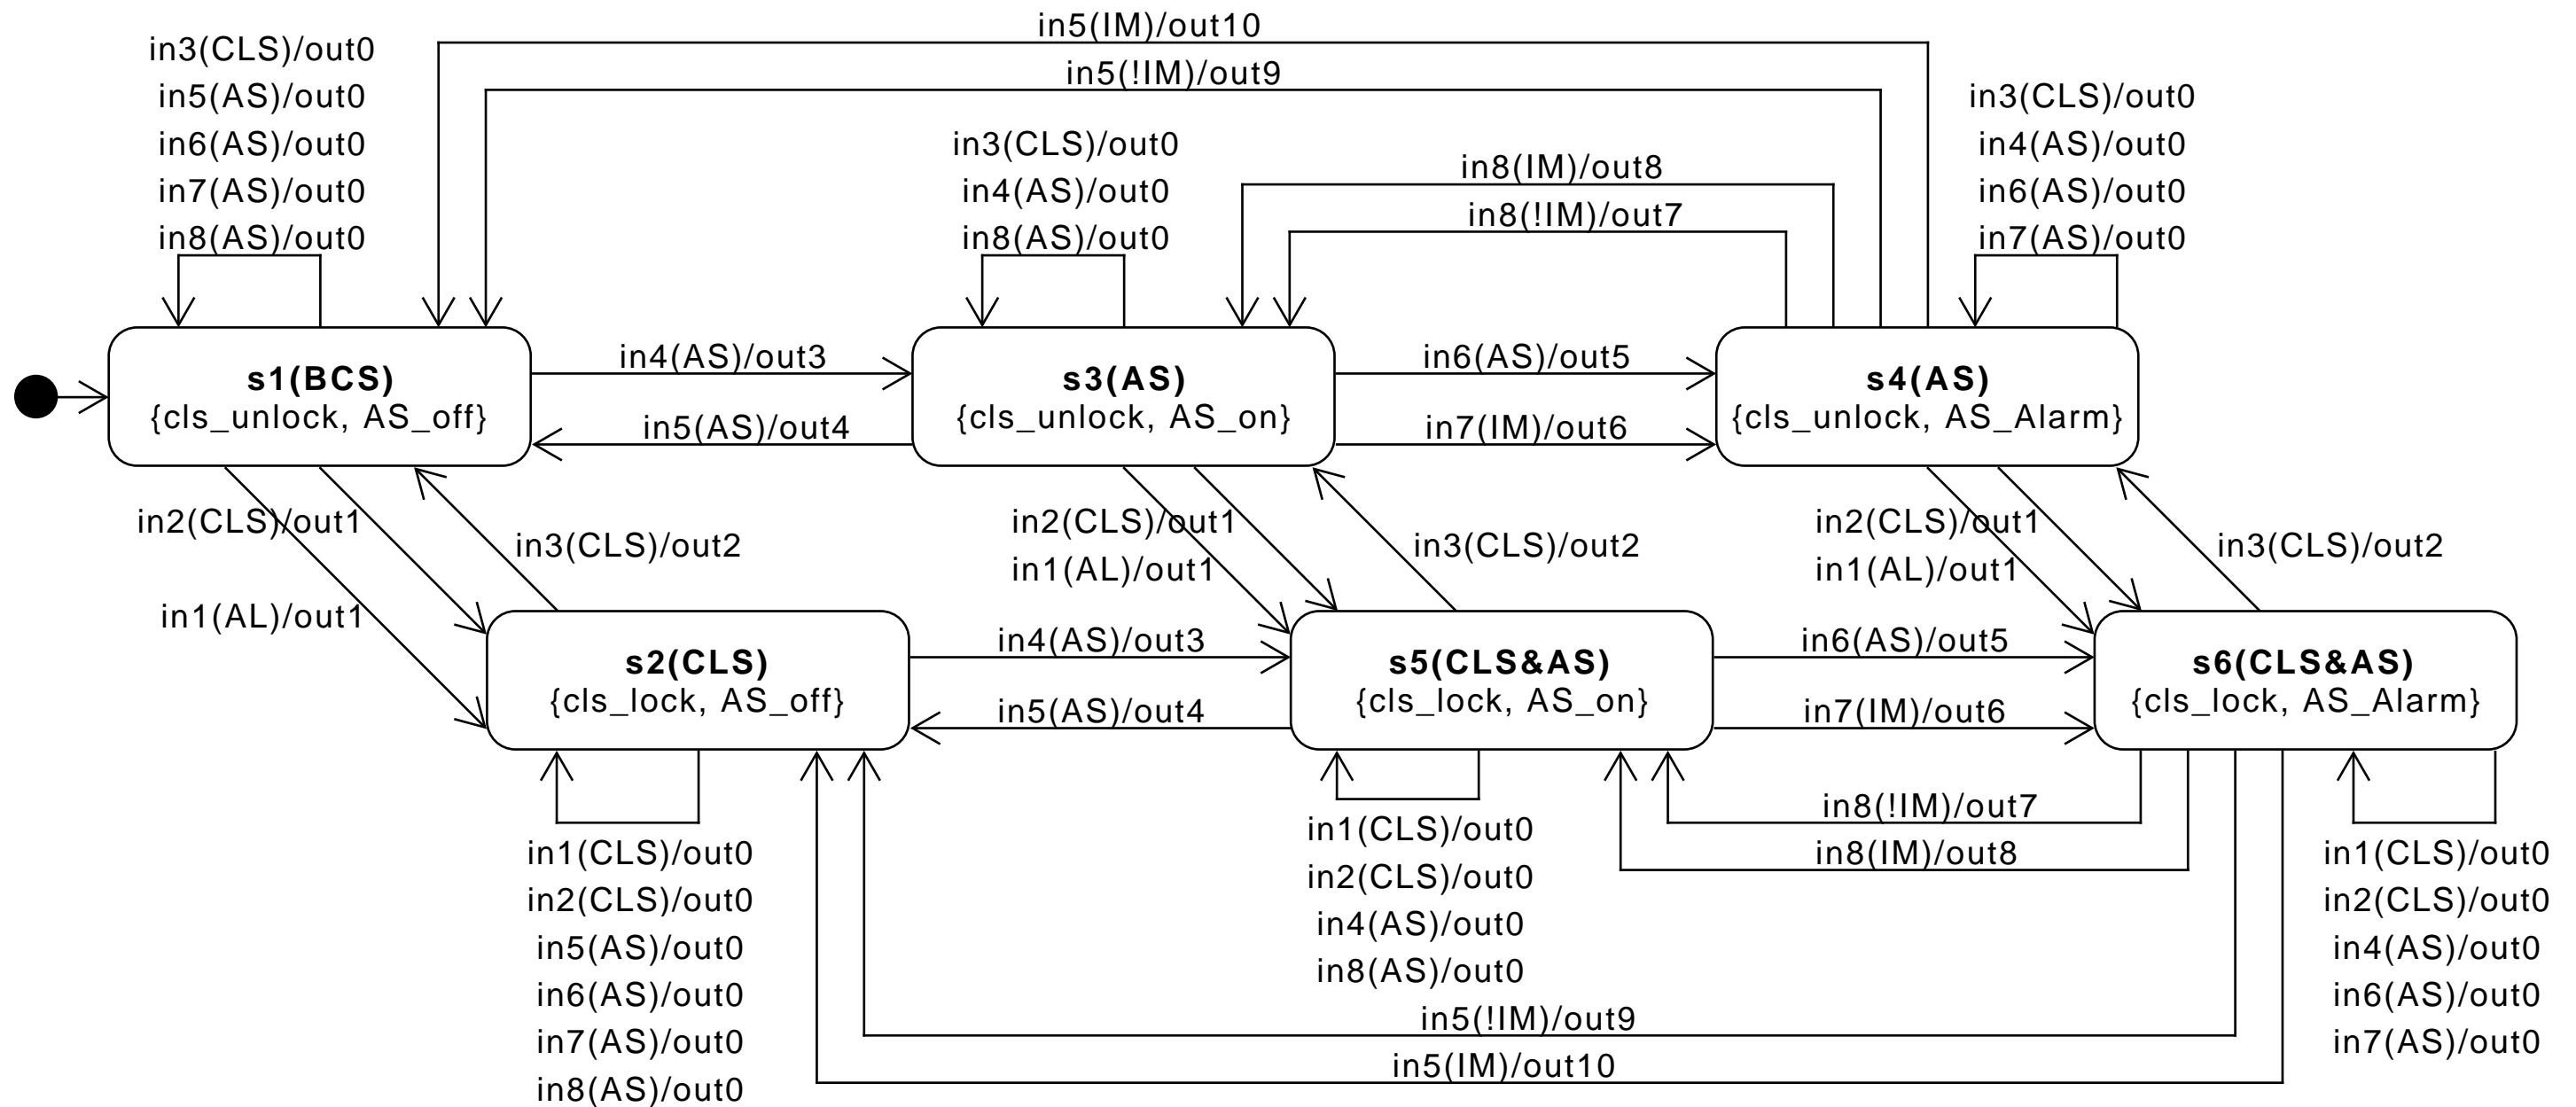 in5(IM)/out10
in5(!IM)/out9
in3(CLS)/out0
in5(AS)/out0
in6(AS)/out0
in7(AS)/out0
in8(AS)/out0
in3(CLS)/out0
in4(AS)/out0
in8(AS)/out0
in8(IM)/out8
in8(!IM)/out7
in3(CLS)/out0
in4(AS)/out0
in6(AS)/out0
in7(AS)/out0
s1(BCS)
{cls_unlock, AS_off}
in4(AS)/out3
in5(AS)/out4
s3(AS)
{cls_unlock, AS_on}
in6(AS)/out5
in7(IM)/out6
s4(AS)
{cls_unlock, AS_Alarm}
in2(CLS)/out1
in1(AL)/out1
in3(CLS)/out2
in2(CLS)/out1
in1(AL)/out1
in3(CLS)/out2
in2(CLS)/out1
in1(AL)/out1
in3(CLS)/out2
s2(CLS)
{cls_lock, AS_off}
in4(AS)/out3
in5(AS)/out4
s5(CLS&AS)
{cls_lock, AS_on}
in6(AS)/out5
in7(IM)/out6
s6(CLS&AS)
{cls_lock, AS_Alarm}
in1(CLS)/out0
in2(CLS)/out0
in5(AS)/out0
in6(AS)/out0
in7(AS)/out0
in8(AS)/out0
in1(CLS)/out0
in2(CLS)/out0
in4(AS)/out0
in8(AS)/out0
in8(!IM)/out7
in8(IM)/out8
in5(!IM)/out9
in5(IM)/out10
in1(CLS)/out0
in2(CLS)/out0
in4(AS)/out0
in6(AS)/out0
in7(AS)/out0